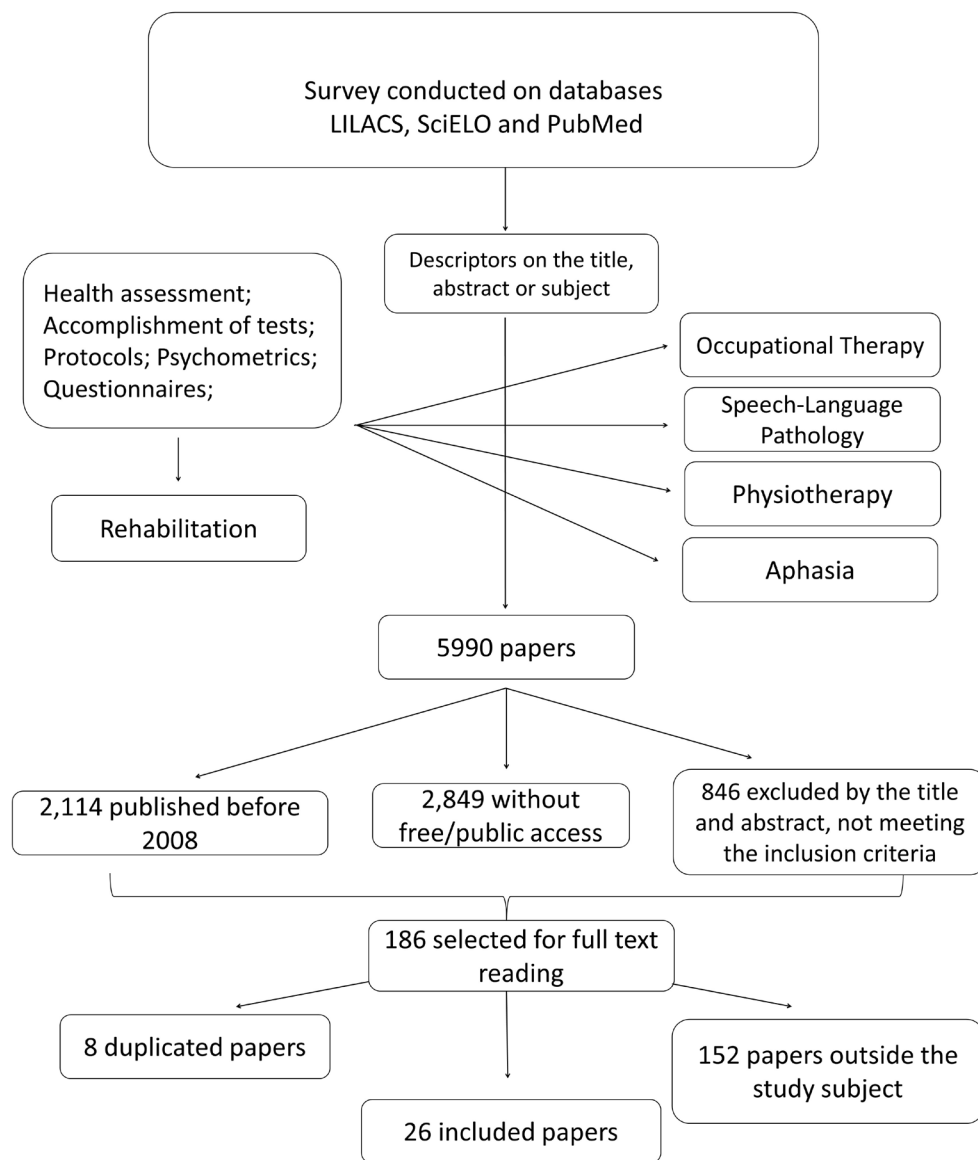 Survey conducted on databases
LILACS, SciELO and PubMed
Descriptors on the title,
abstract or subject
Health assessment;
Accomplishment of tests;
Protocols; Psychometrics;
Questionnaires;
Occupational Therapy
Speech-Language
Pathology
Physiotherapy
Aphasia
Rehabilitation
5990 papers
2,114 published before
2008
2,849 without
free/public access
846 excluded by the title
and abstract, not meeting
the inclusion criteria
186 selected for full text
reading
8 duplicated papers
152 papers outside the
study subject
26 included papers